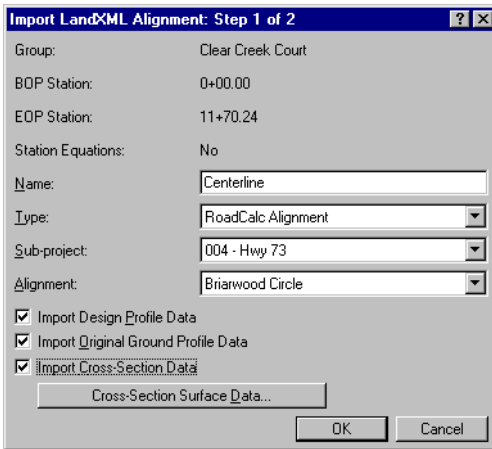 Import LandXML Alignment: Step 1 of 2
Group: Clear Creek Court
BOP Station: 0+00.00
EOP Station: 11+70.24
Station Equations: No
Name: Centerline
Type: RoadCalc Alignment
Sub-project: 004 - Hwy 73
Alignment: Briarwood Circle
Import Design Profile Data
Import Original Ground Profile Data
Import Cross-Section Data
Cross-Section Surface Data...
OK Cancel